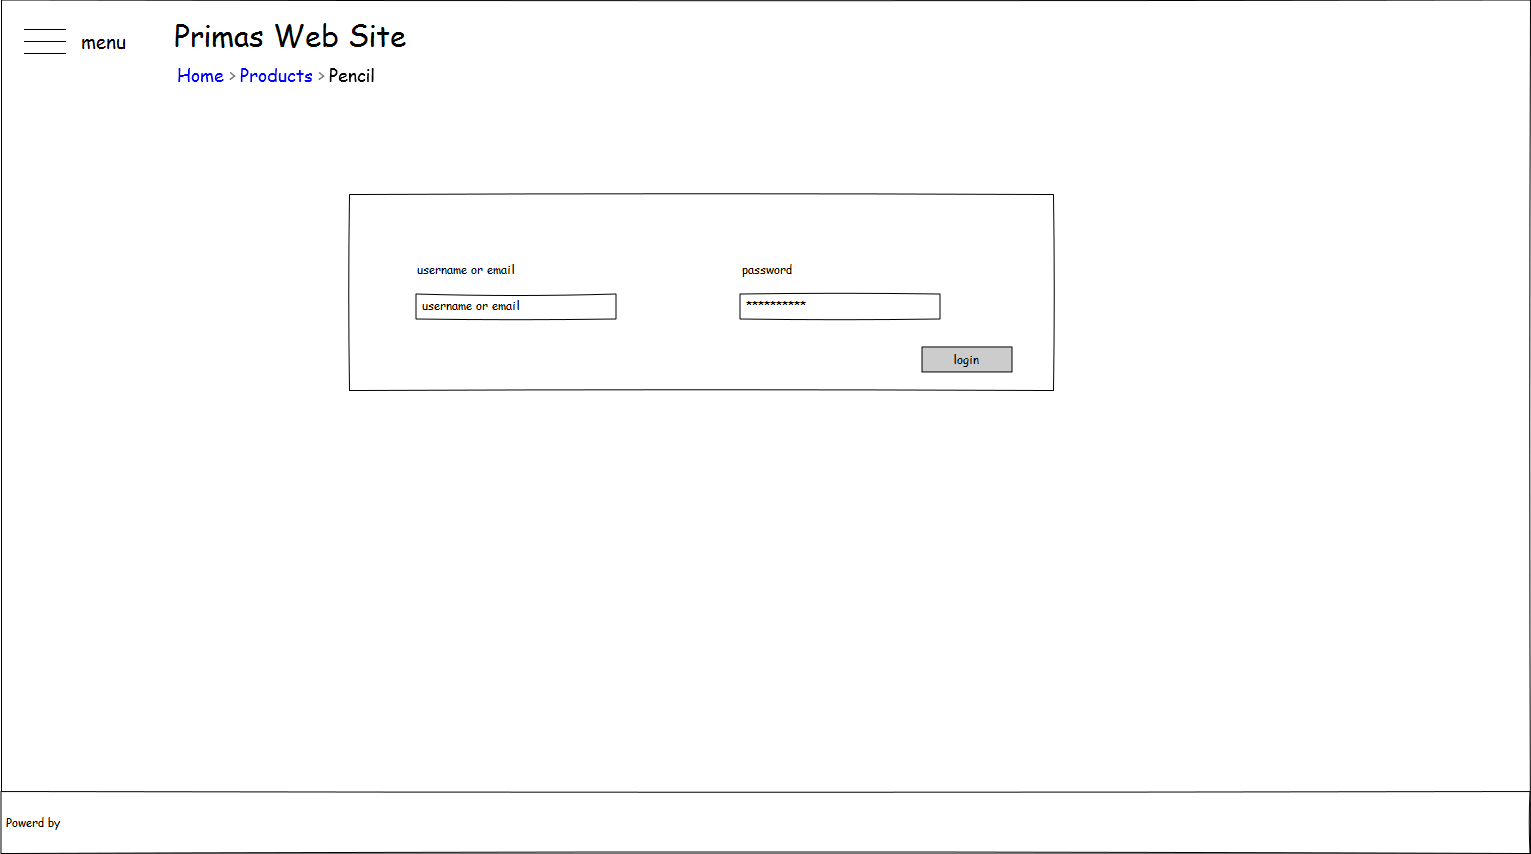 menu
Primas Web Site
Home > Products > Pencil
username or email
password
username or email
**********
login
Powerd by